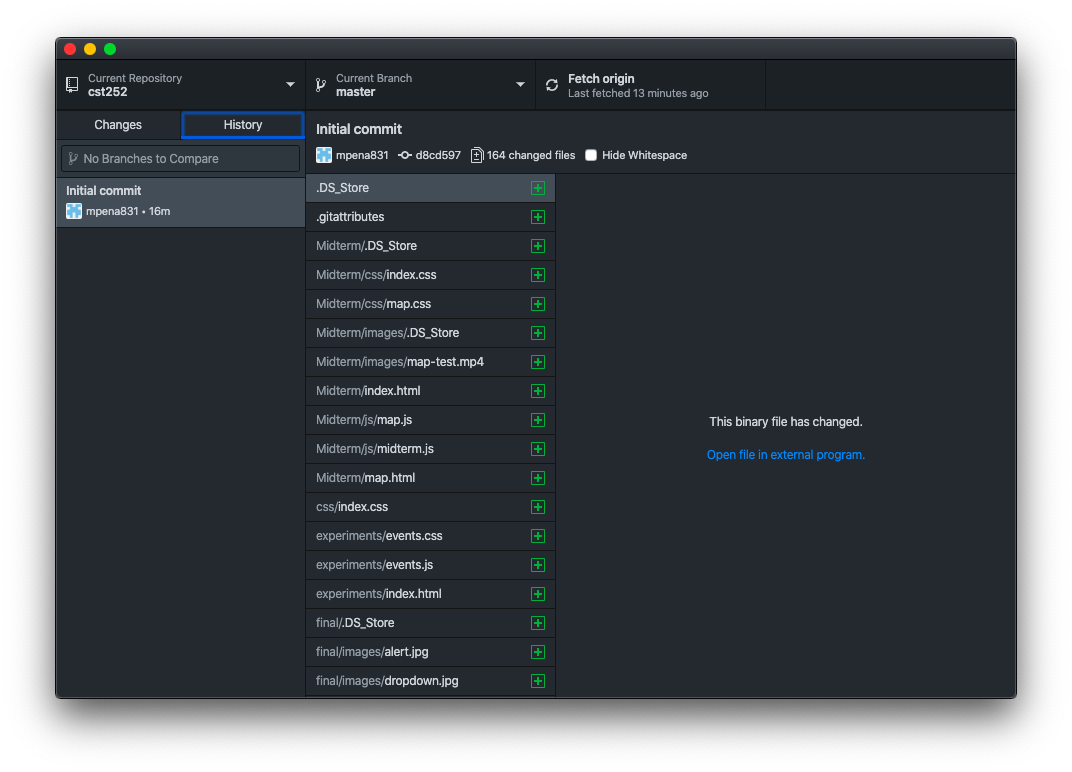 Current Repository
cst252
Current Branch
master
Fetch origin
Last fetched 13 minutes ago
Changes
History
No Branches to Compare
Initial commit
mpena831 • 16m
Initial commit
mpena831 d8cd597 164 changed files Hide Whitespace
.DS_Store
.gitattributes
Midterm/.DS_Store
Midterm/css/index.css
Midterm/css/map.css
Midterm/images/.DS_Store
Midterm/images/map-test.mp4
Midterm/index.html
Midterm/js/map.js
Midterm/js/midterm.js
Midterm/map.html
css/index.css
experiments/events.css
experiments/events.js
experiments/index.html
final/.DS_Store
final/images/alert.jpg
final/images/dropdown.jpg
This binary file has changed.
Open file in external program.